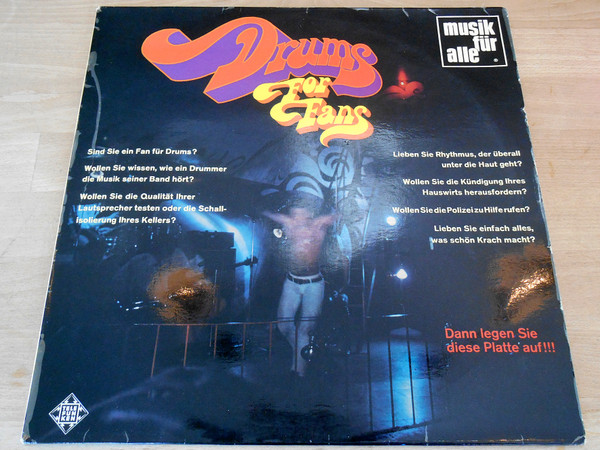 Drums
For
Fans
musik
für
alle
Sind Sie ein Fan für Drums?
Wollen Sie wissen, wie ein Drummer
die Musik seiner Band hört?
Wollen Sie die Qualität Ihrer
Lautsprecher testen oder die Schall-
isolierung Ihres Kellers?
Lieben Sie Rhythmus, der überall
unter die Haut geht?
Wollen Sie die Kündigung Ihres
Hauswirts herausfordern?
Wollen Sie die Polizei zu Hilfe rufen?
Lieben Sie einfach alles,
was schön Krach macht?
Dann legen Sie
diese Platte auf!!!
TELE
FUN
KEN